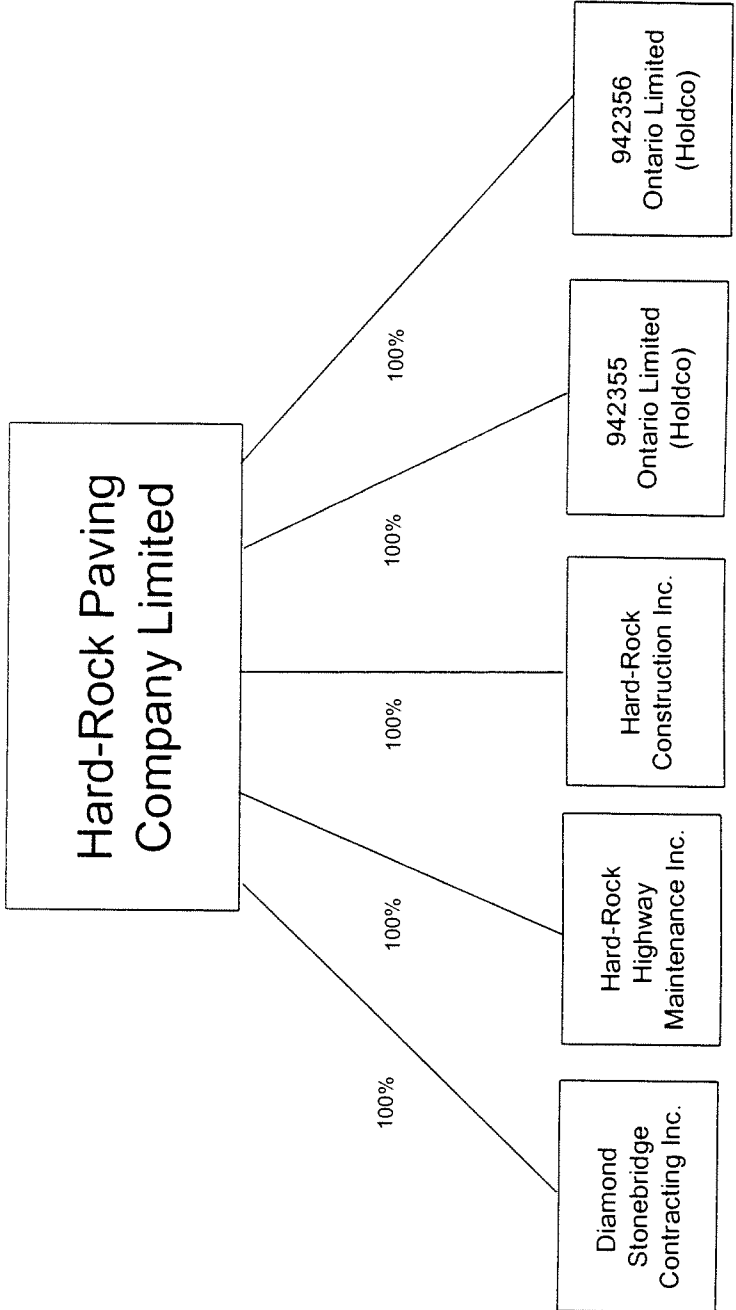 Hard-Rock Paving
Company Limited
100%
100%
100%
100%
100%
Diamond
Stonebridge
Contracting Inc.
Hard-Rock
Highway
Maintenance Inc.
Hard-Rock
Construction Inc.
942355
Ontario Limited
(Holdco)
942356
Ontario Limited
(Holdco)